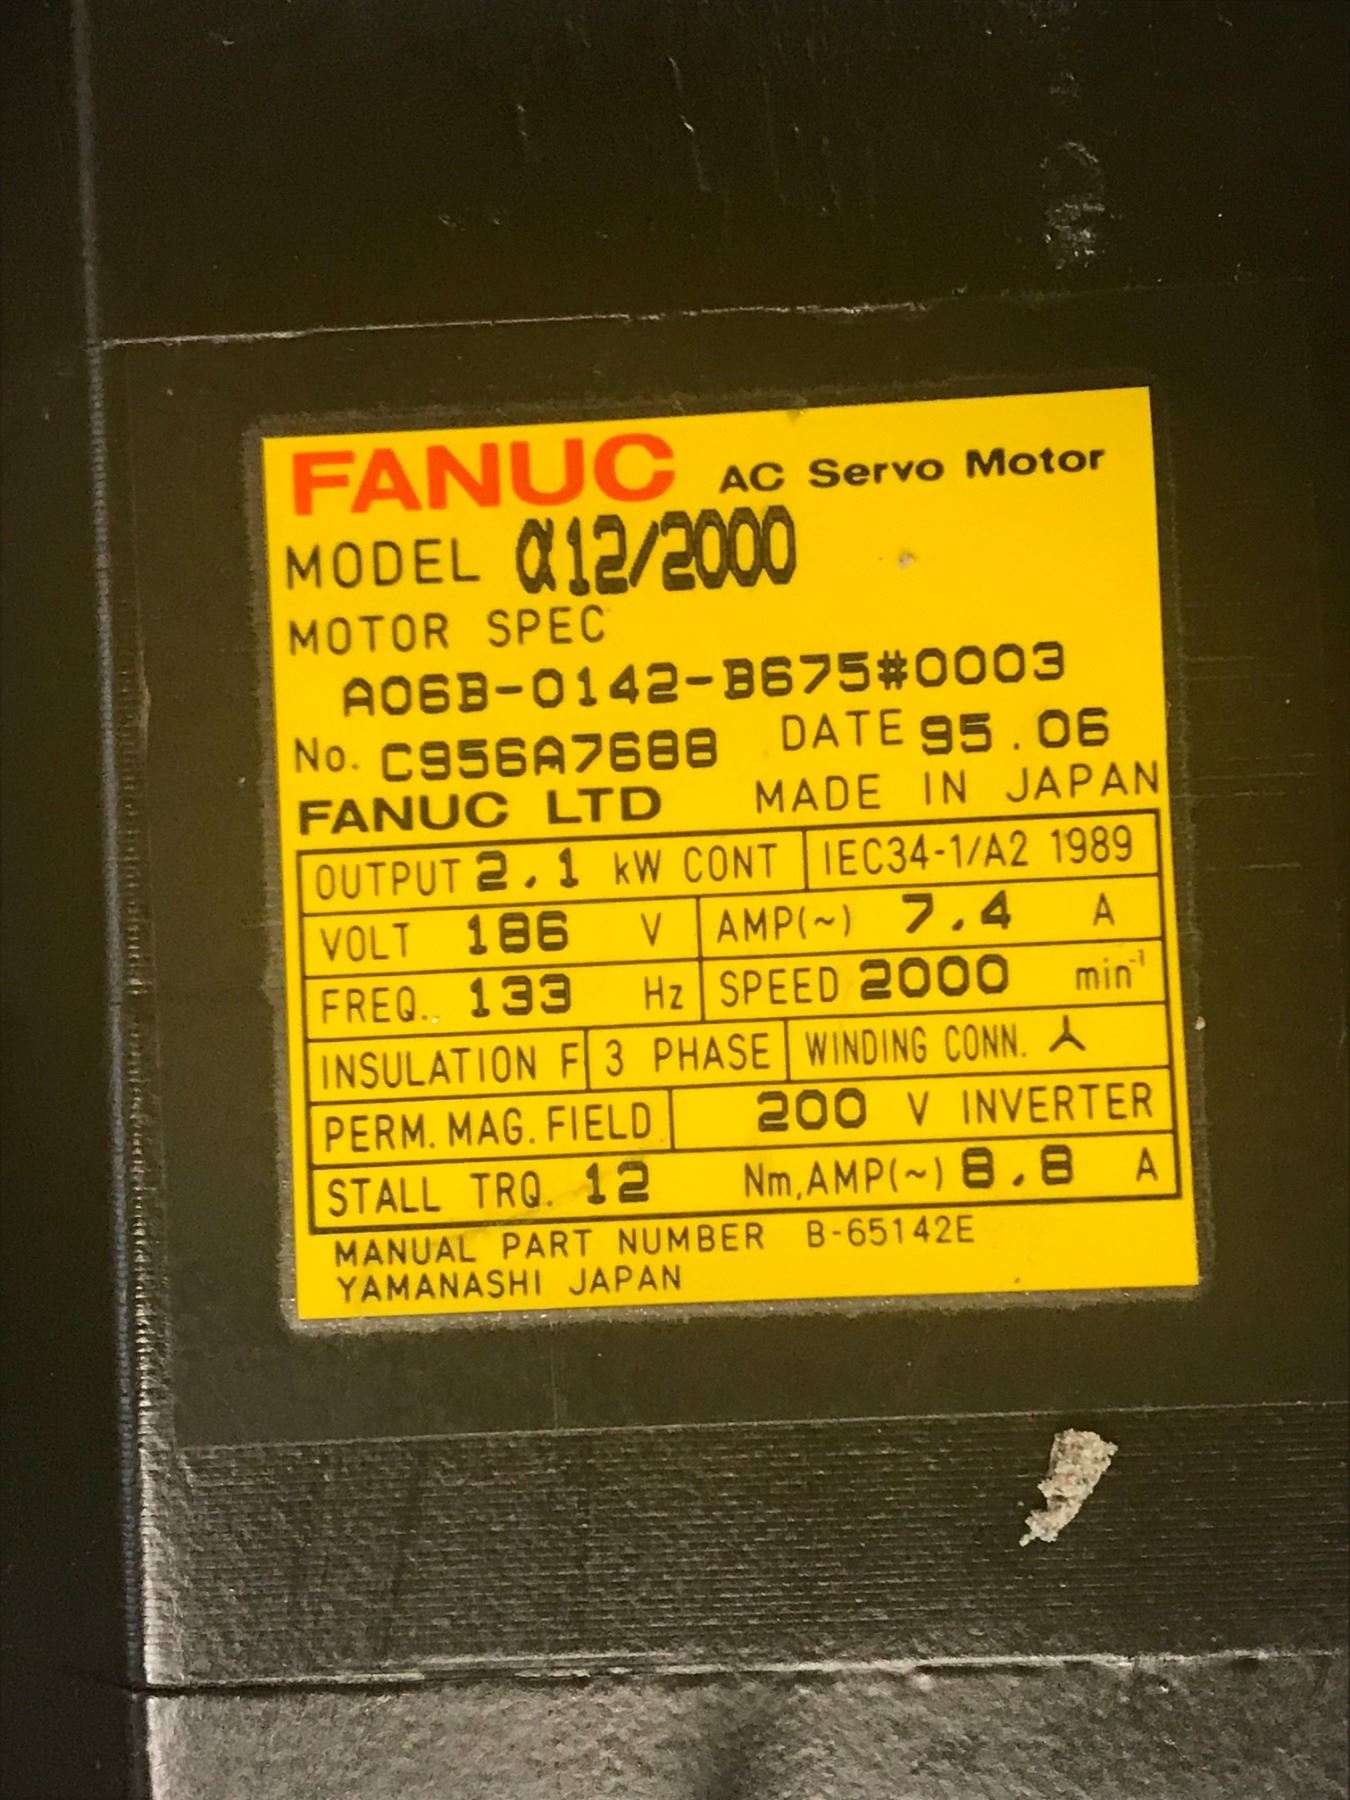 FANUC AC Servo Motor
MODEL α12/2000
MOTOR SPEC
A06B-0142-B675#0003
No. C956A7688 DATE 95.06
FANUC LTD MADE IN JAPAN
OUTPUT 2.1 kW CONT IEC34-1/A2 1989
VOLT 186 V AMP(~) 7.4 A
FREQ. 133 Hz SPEED 2000 min⁻¹
INSULATION F 3 PHASE WINDING CONN.
PERM. MAG. FIELD 200 V INVERTER
STALL TRQ. 12 Nm, AMP(~) 8.8 A
MANUAL PART NUMBER B-65142E
YAMANASHI JAPAN